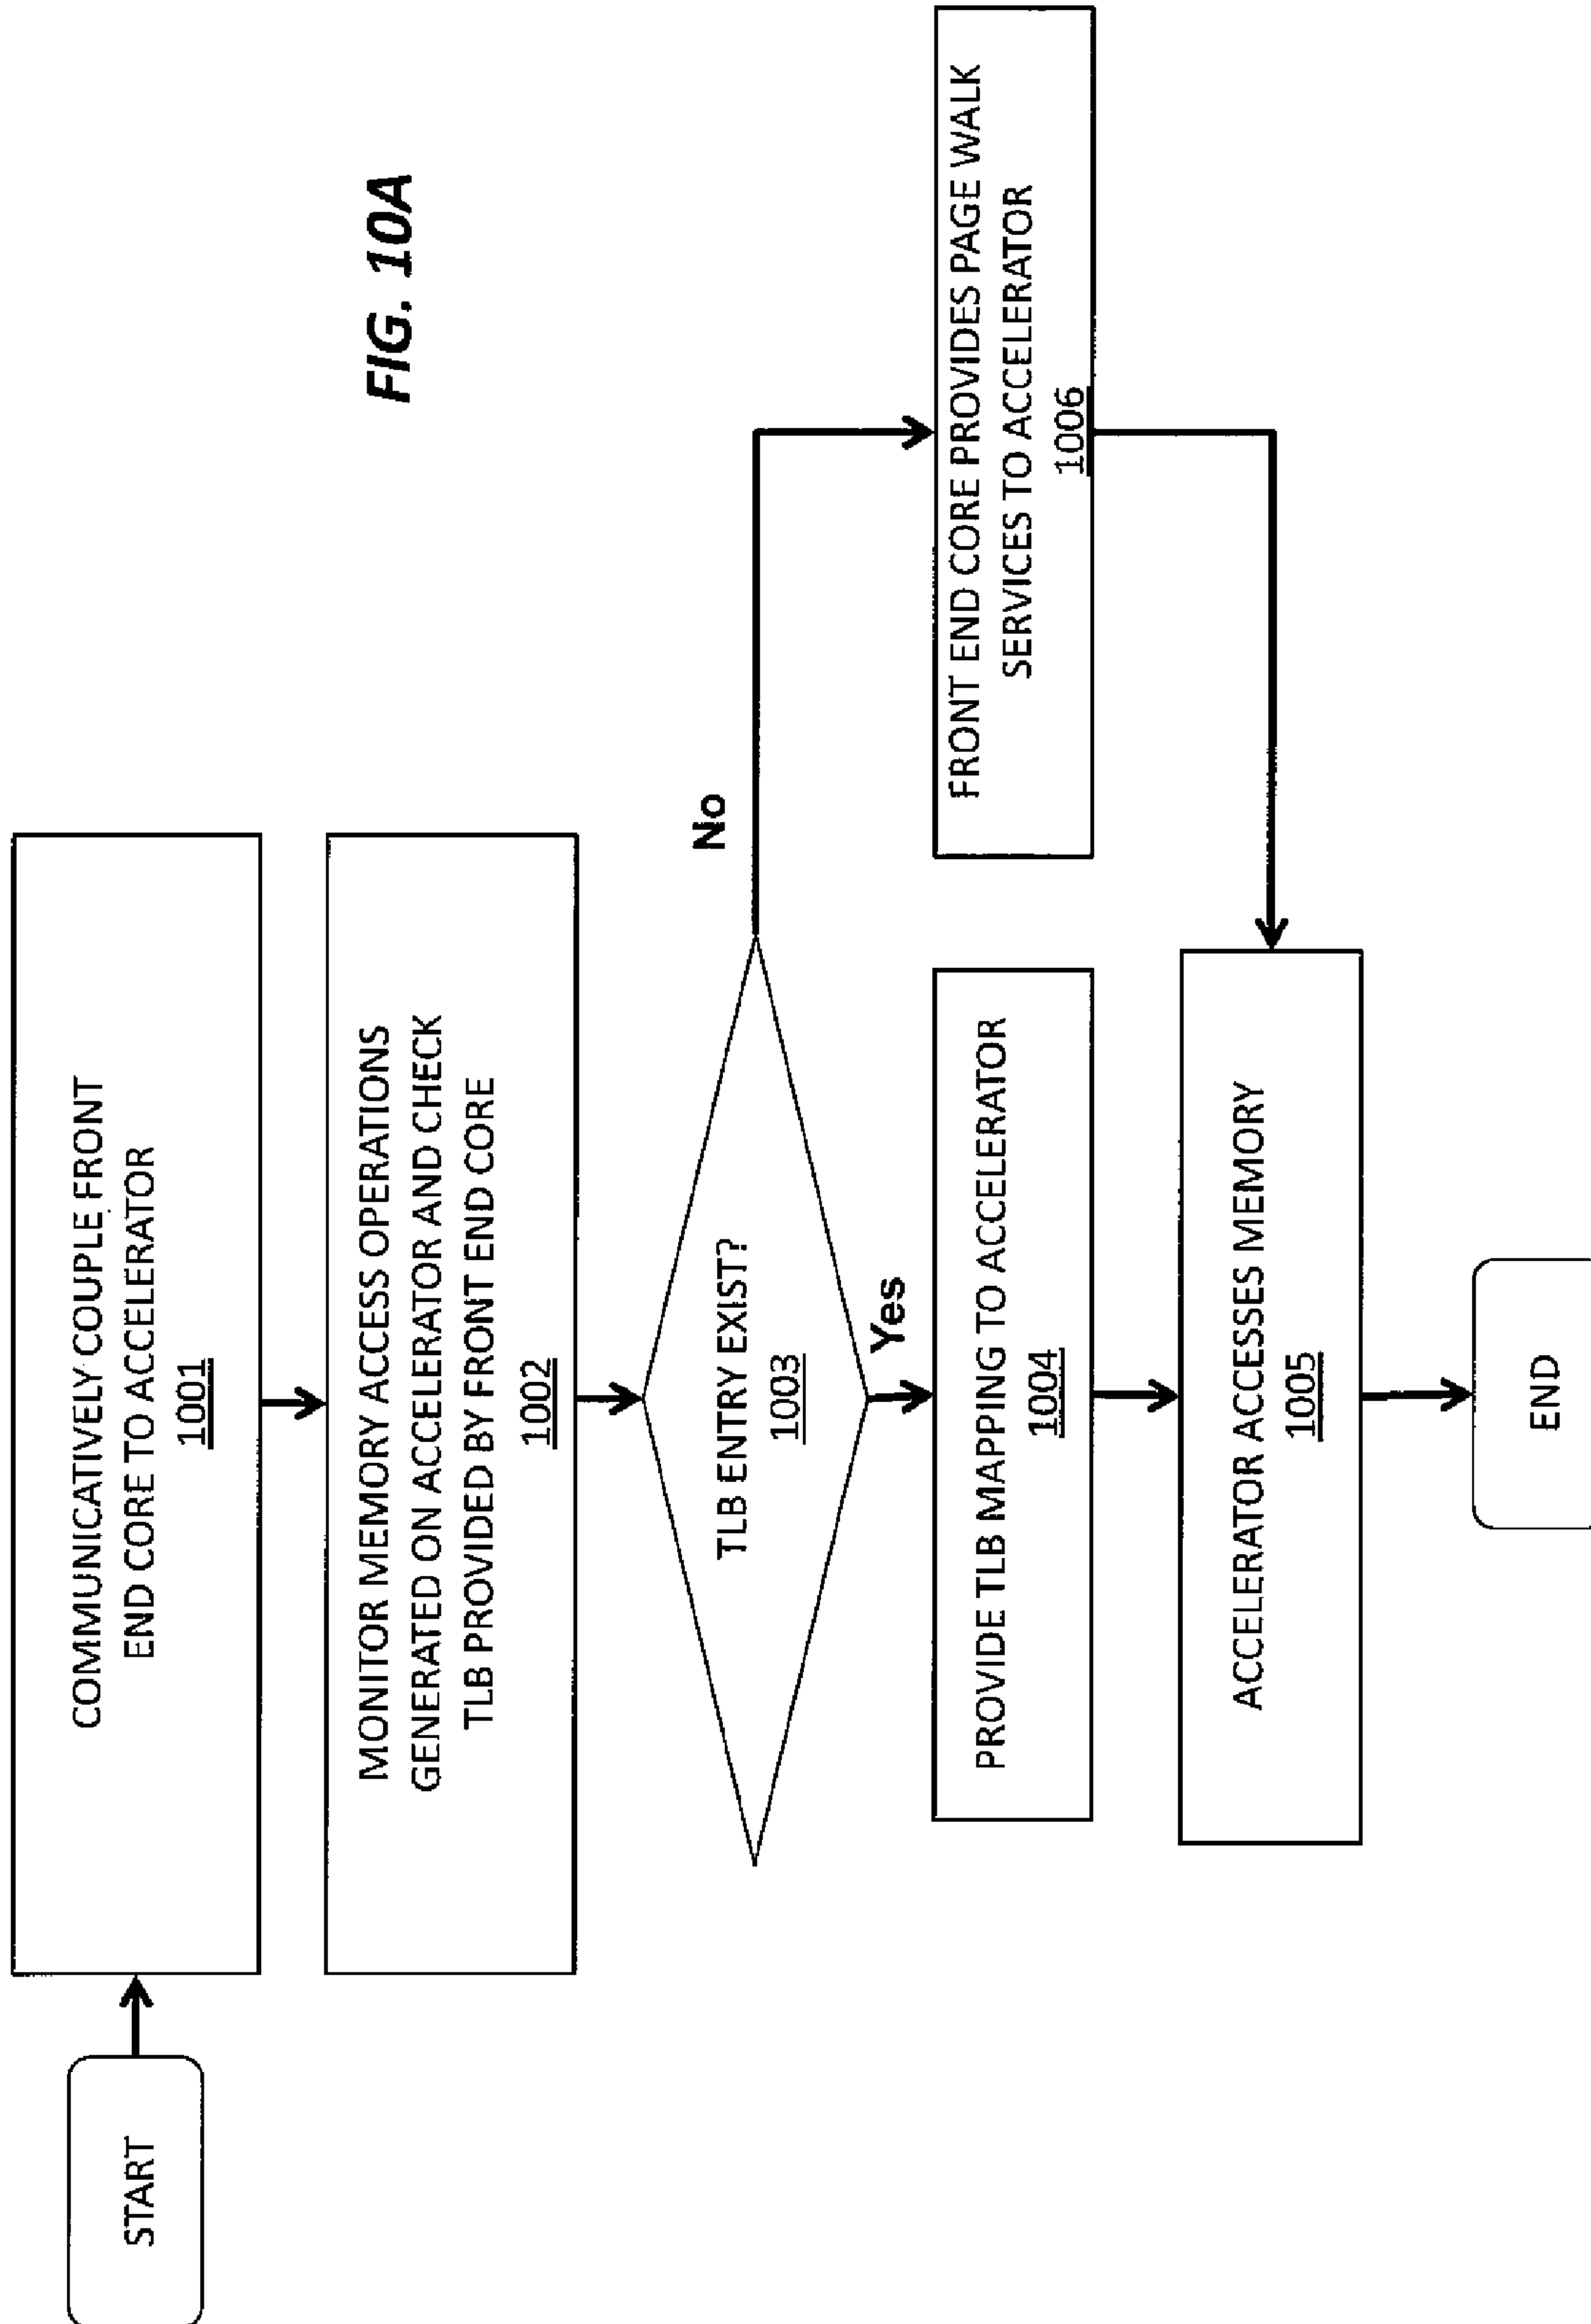 START
COMMUNICATIVELY COUPLE FRONT
END CORE TO ACCELERATOR
1001
MONITOR MEMORY ACCESS OPERATIONS
GENERATED ON ACCELERATOR AND CHECK
TLB PROVIDED BY FRONT END CORE
1002
TLB ENTRY EXIST?
1003
No
Yes
PROVIDE TLB MAPPING TO ACCELERATOR
1004
FRONT END CORE PROVIDES PAGE WALK
SERVICES TO ACCELERATOR
1006
ACCELERATOR ACCESSES MEMORY
1005
END
FIG. 10A